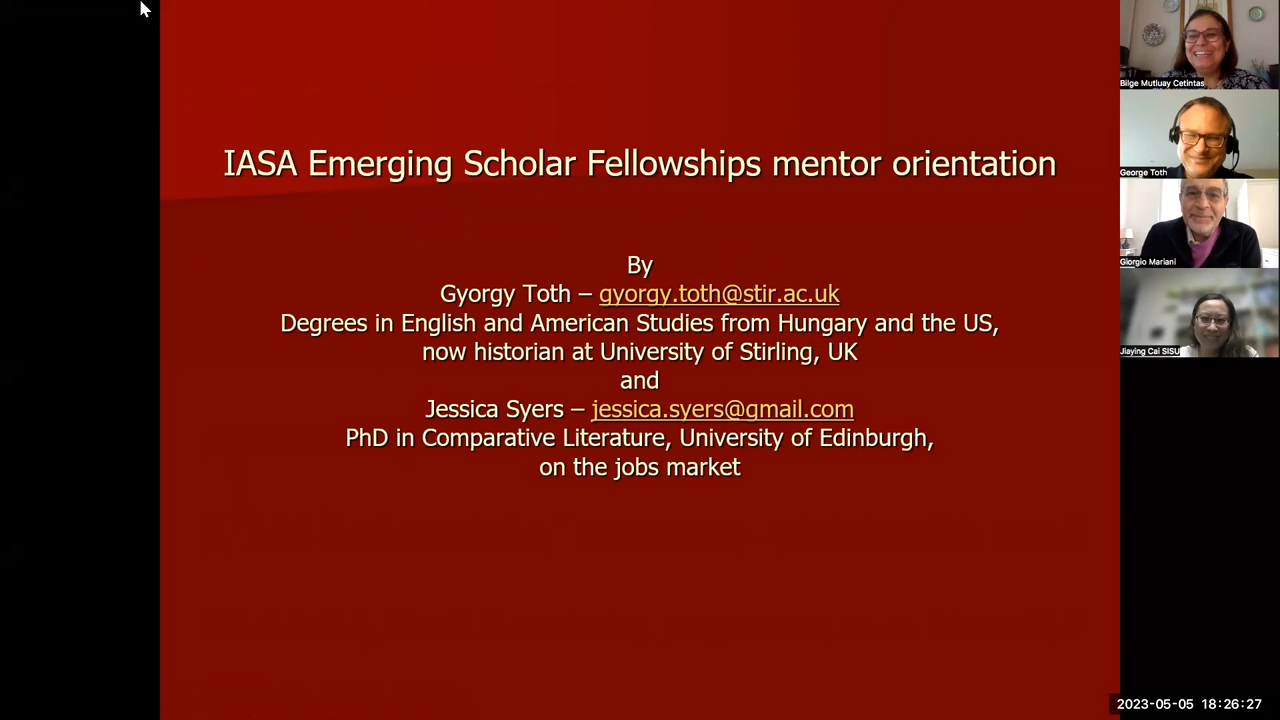 IASA Emerging Scholar Fellowships mentor orientation
By
Gyorgy Toth – gyorgy.toth@stir.ac.uk
Degrees in English and American Studies from Hungary and the US,
now historian at University of Stirling, UK
and
Jessica Syers – jessica.syers@gmail.com
PhD in Comparative Literature, University of Edinburgh,
on the jobs market
Bilge Mutluay Cetintas
George Toth
Giorgio Mariani
Jiaying Cai SISU
2023-05-05 18:26:27